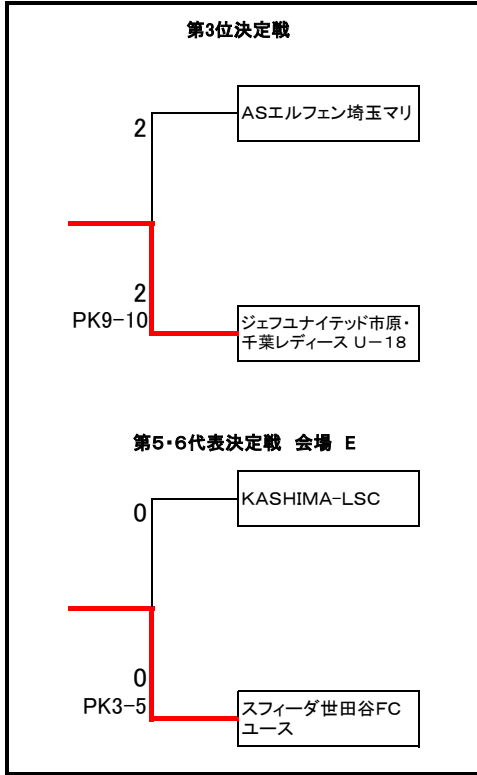 第3位決定戦
2
ASエルフェン埼玉マリ
2
PK9-10
ジェフユナイテッド市原・
千葉レディース U-18
第5・6代表決定戦 会場 E
0
KASHIMA-LSC
0
PK3-5
スフィーダ世田谷FC
ユース